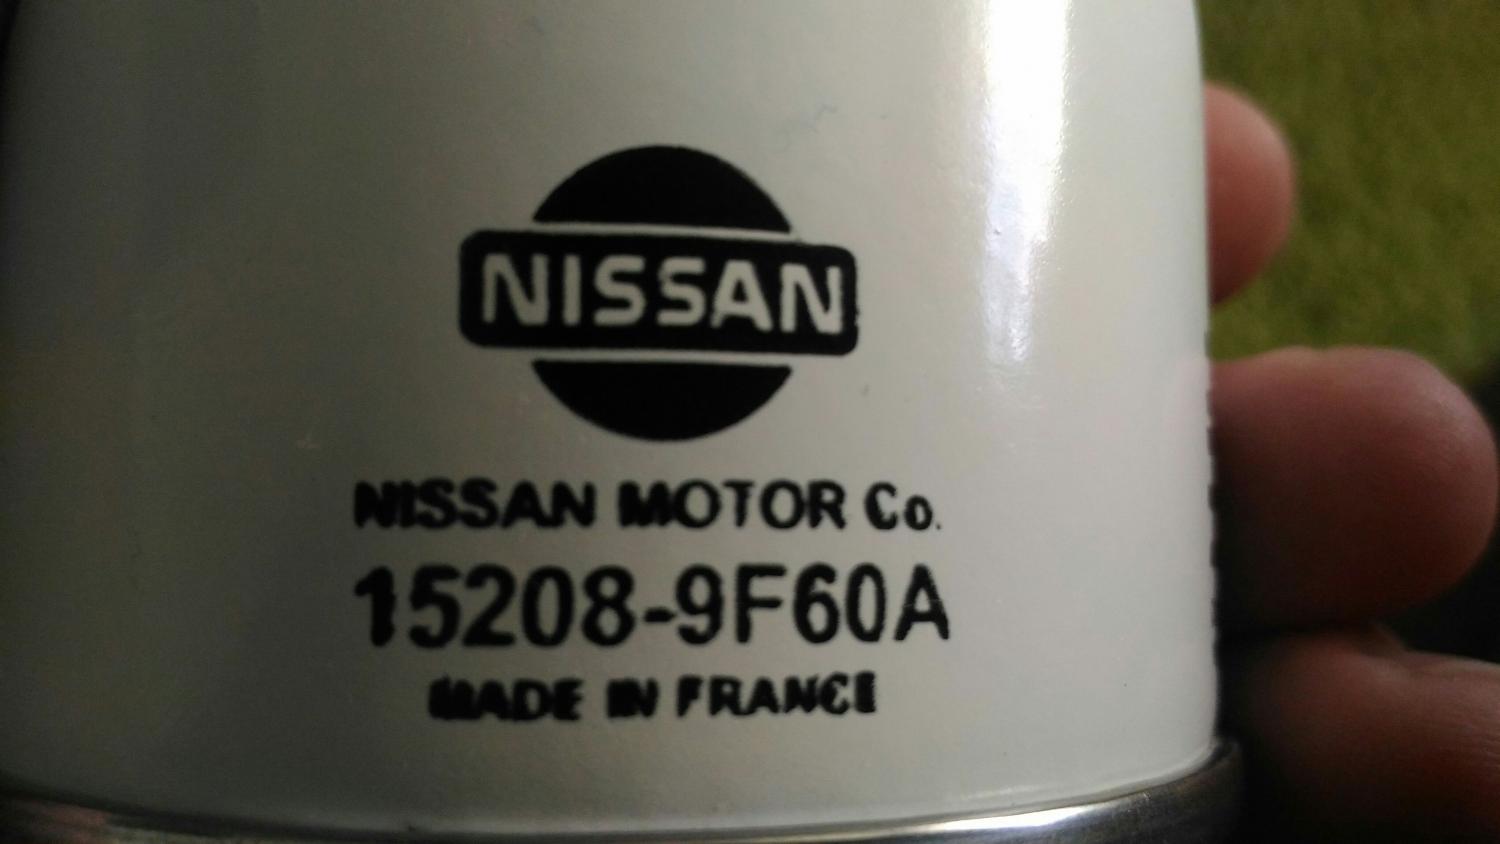 NISSAN
NISSAN MOTOR Co.
15208-9F60A
MADE IN FRANCE